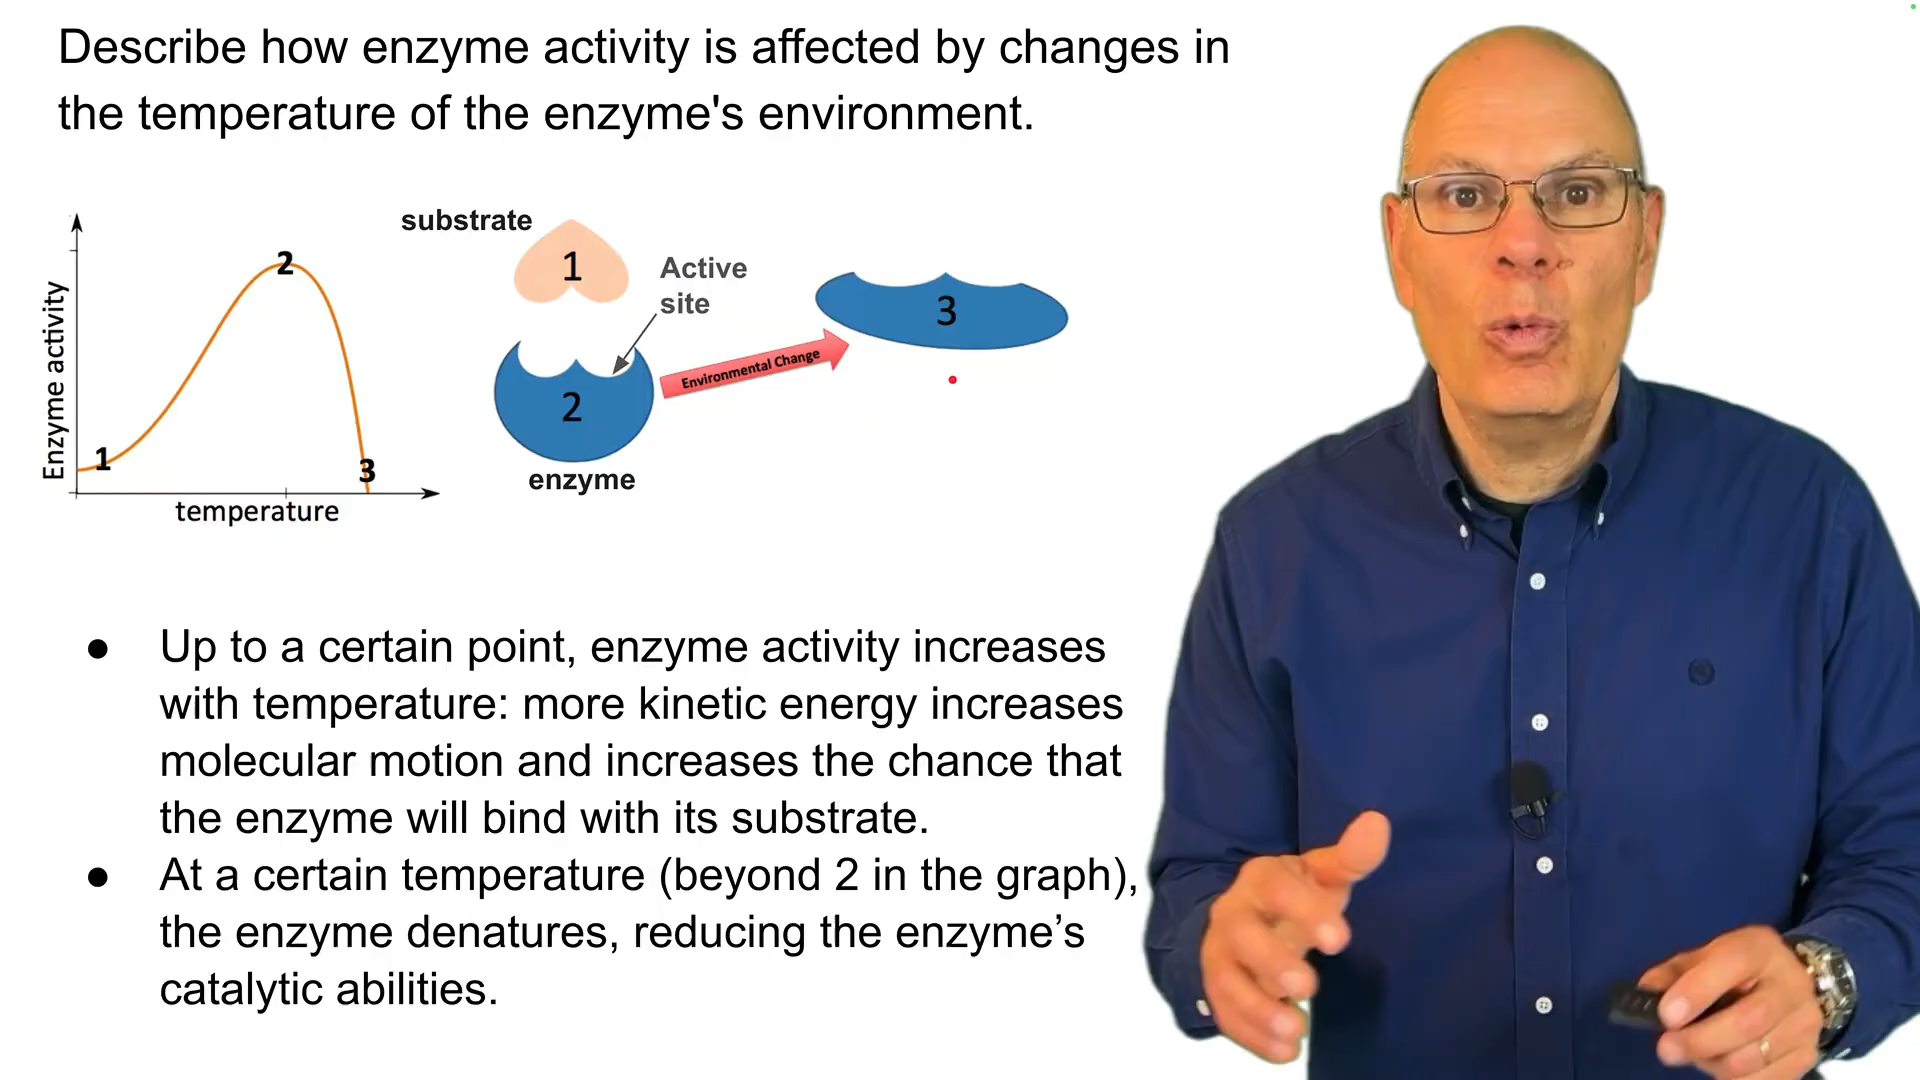 Describe how enzyme activity is affected by changes in
the temperature of the enzyme's environment.
Enzyme activity
1
2
3
temperature
substrate
1
Active
site
2
enzyme
Environmental Change
3
● Up to a certain point, enzyme activity increases
with temperature: more kinetic energy increases
molecular motion and increases the chance that
the enzyme will bind with its substrate.
● At a certain temperature (beyond 2 in the graph),
the enzyme denatures, reducing the enzyme’s
catalytic abilities.